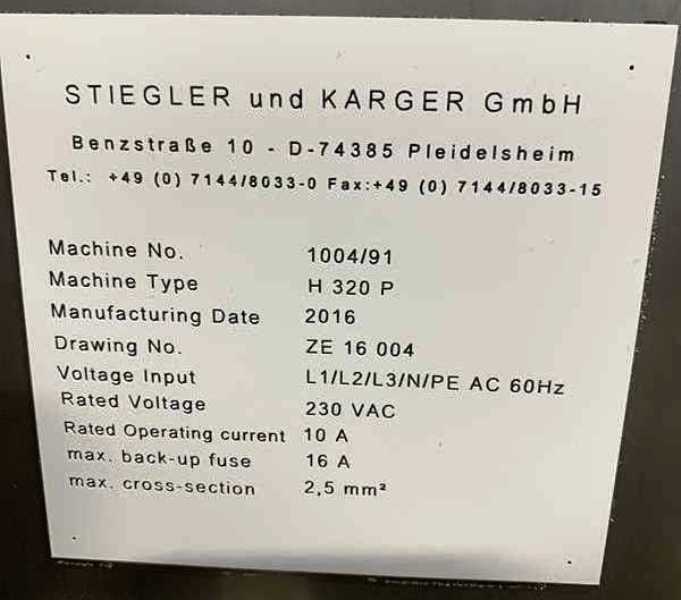 STIEGLER und KARGER GmbH
Benzstraße 10 - D-74385 Pleidelsheim
Tel.: +49 (0) 7144/8033-0 Fax:+49 (0) 7144/8033-15
Machine No. 1004/91
Machine Type H 320 P
Manufacturing Date 2016
Drawing No. ZE 16 004
Voltage Input L1/L2/L3/N/PE AC 60Hz
Rated Voltage 230 VAC
Rated Operating current 10 A
max. back-up fuse 16 A
max. cross-section 2,5 mm²